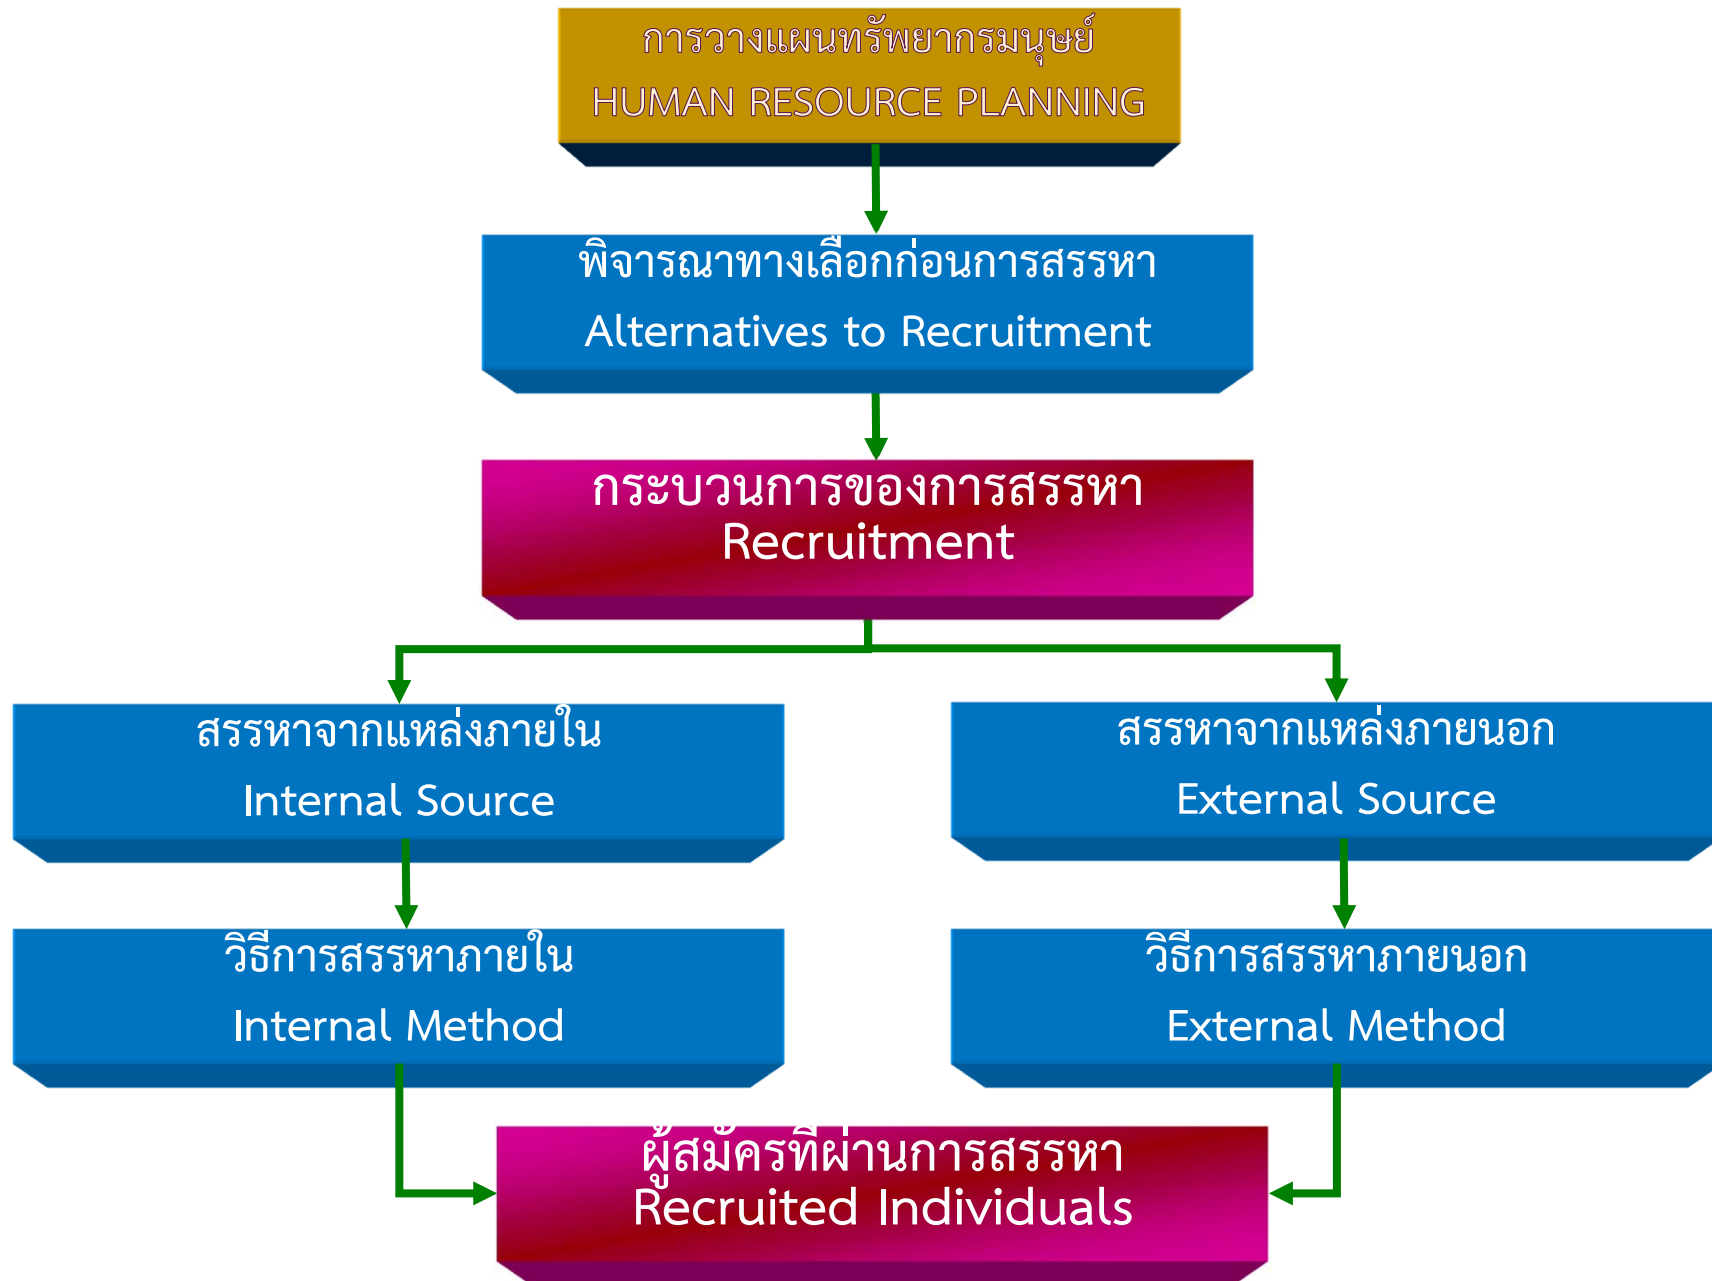 การวางแผนทรัพยากรมนุษย์
HUMAN RESOURCE PLANNING
พิจารณาทางเลือกก่อนการสรรหา
Alternatives to Recruitment
กระบวนการของการสรรหา
Recruitment
สรรหาจากแหล่งภายใน
Internal Source
สรรหาจากแหล่งภายนอก
External Source
วิธีการสรรหาภายใน
Internal Method
วิธีการสรรหาภายนอก
External Method
ผู้สมัครที่ผ่านการสรรหา
Recruited Individuals